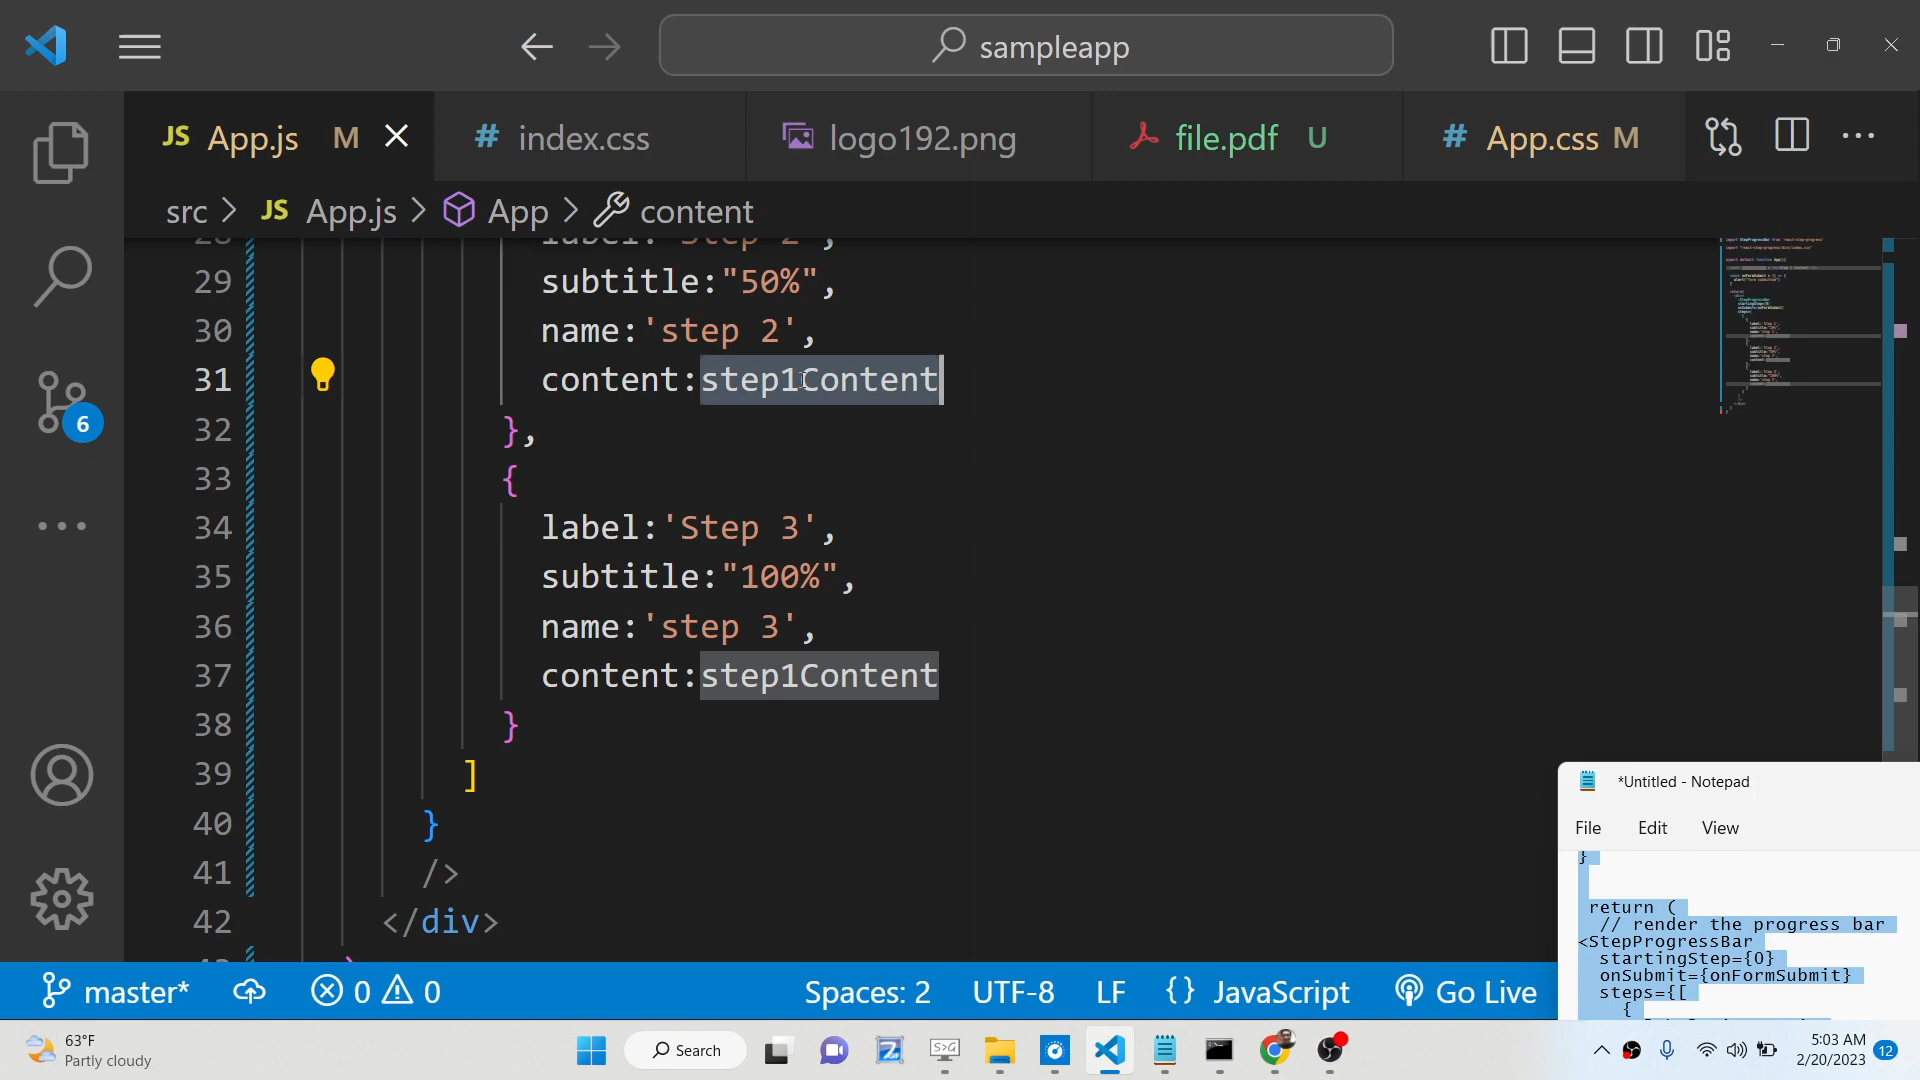 sampleapp
JS App.js M
# index.css
logo192.png
file.pdf U
# App.css M
src > JS App.js > App > content
28 label:'Step 2',
29 subtitle:"50%",
30 name:'step 2',
31 content:step1Content
32 },
33 {
34 label:'Step 3',
35 subtitle:"100%",
36 name:'step 3',
37 content:step1Content
38 }
39 ]
40 }
41 />
42 </div>
6
*Untitled - Notepad
File Edit View
}
return (
// render the progress bar
<StepProgressBar
startingStep={0}
onSubmit={onFormSubmit}
steps={[
{
master* 0 0 Spaces: 2 UTF-8 LF {} JavaScript Go Live
63°F
Partly cloudy
Search
5:03 AM
2/20/2023
12